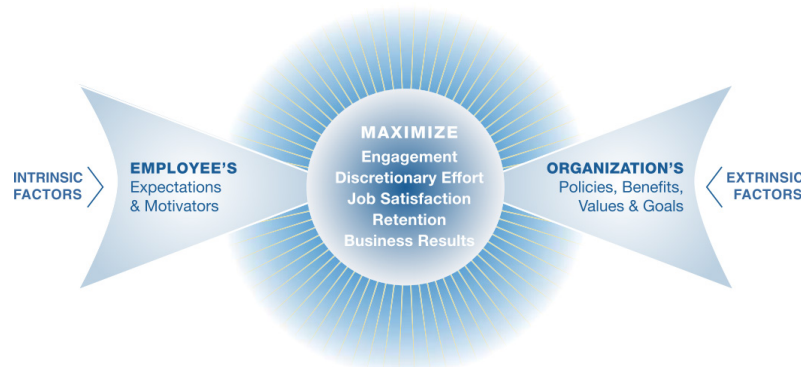 INTRINSIC
FACTORS
EMPLOYEE'S
Expectations
& Motivators
MAXIMIZE
Engagement
Discretionary Effort
Job Satisfaction
Retention
Business Results
ORGANIZATION'S
Policies, Benefits,
Values & Goals
EXTRINSIC
FACTORS